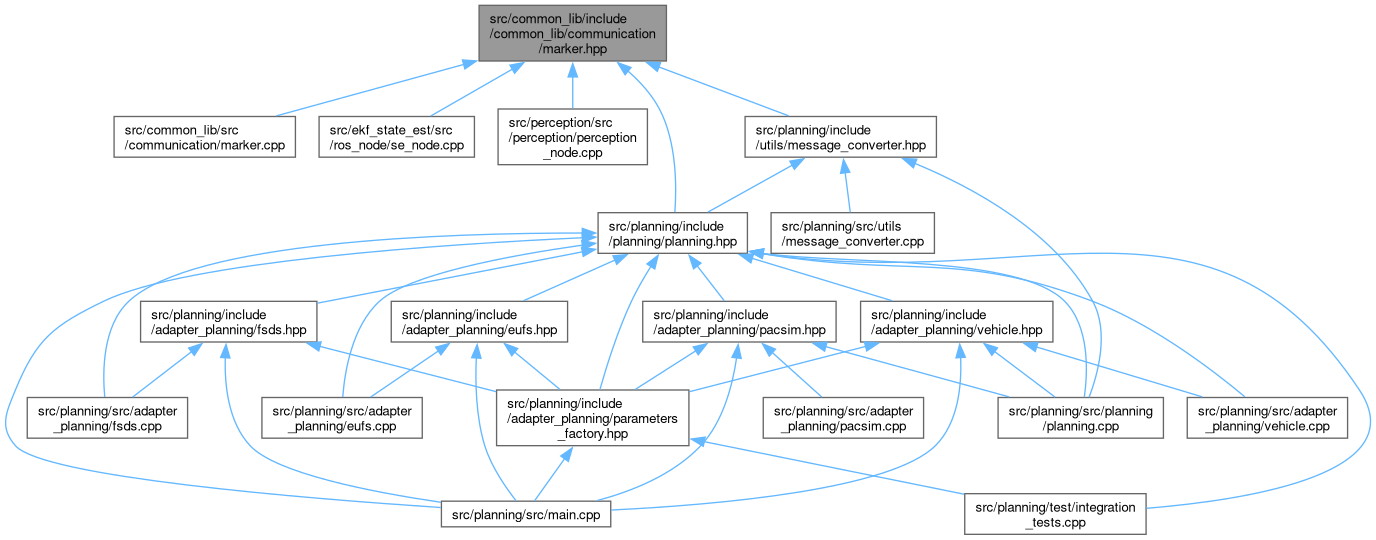 src/common_lib/include
/common_lib/communication
/marker.hpp
src/common_lib/src
/communication/marker.cpp
src/ekf_state_est/src
/ros_node/se_node.cpp
src/perception/src
/perception/perception
_node.cpp
src/planning/include
/utils/message_converter.hpp
src/planning/include
/planning/planning.hpp
src/planning/src/utils
/message_converter.cpp
src/planning/include
/adapter_planning/fsds.hpp
src/planning/include
/adapter_planning/eufs.hpp
src/planning/include
/adapter_planning/pacsim.hpp
src/planning/include
/adapter_planning/vehicle.hpp
src/planning/src/adapter
_planning/fsds.cpp
src/planning/src/adapter
_planning/eufs.cpp
src/planning/include
/adapter_planning/parameters
_factory.hpp
src/planning/src/adapter
_planning/pacsim.cpp
src/planning/src/planning
/planning.cpp
src/planning/src/adapter
_planning/vehicle.cpp
src/planning/src/main.cpp
src/planning/test/integration
_tests.cpp